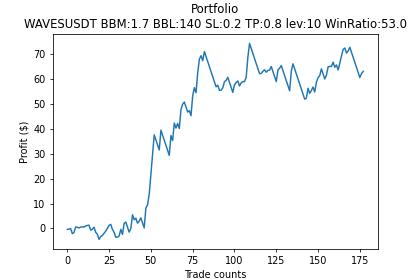 Portfolio
WAVESUSDT BBM:1.7 BBL:140 SL:0.2 TP:0.8 lev:10 WinRatio:53.0
70
60
50
40
30
20
10
0
Profit ($)
0 25 50 75 100 125 150 175
Trade counts